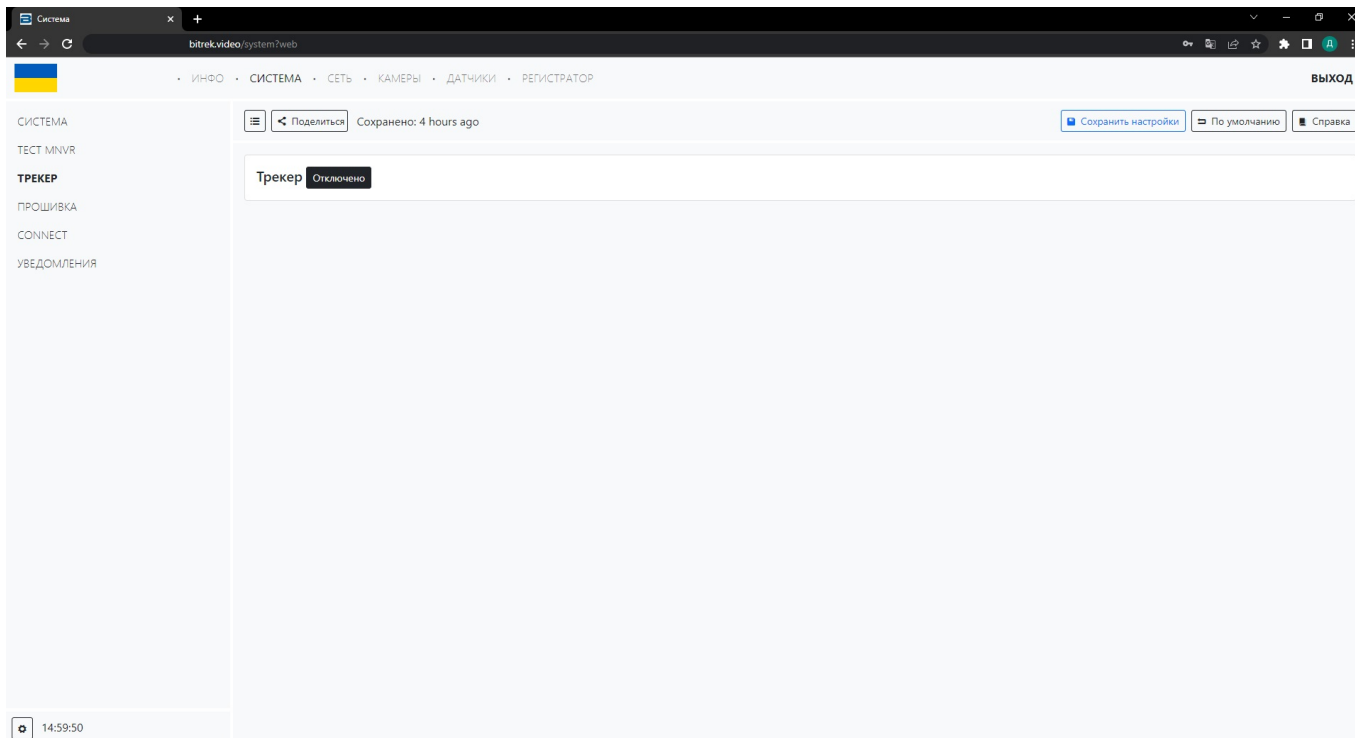 Система
bitrek.video/system?web
Д
• ИНФО • СИСТЕМА • СЕТЬ • КАМЕРЫ • ДАТЧИКИ • РЕГИСТРАТОР
ВЫХОД
СИСТЕМА
ТЕСТ MNVR
ТРЕКЕР
ПРОШИВКА
CONNECT
УВЕДОМЛЕНИЯ
Поделиться Сохранено: 4 hours ago
Сохранить настройки По умолчанию Справка
Трекер Отключено
14:59:50